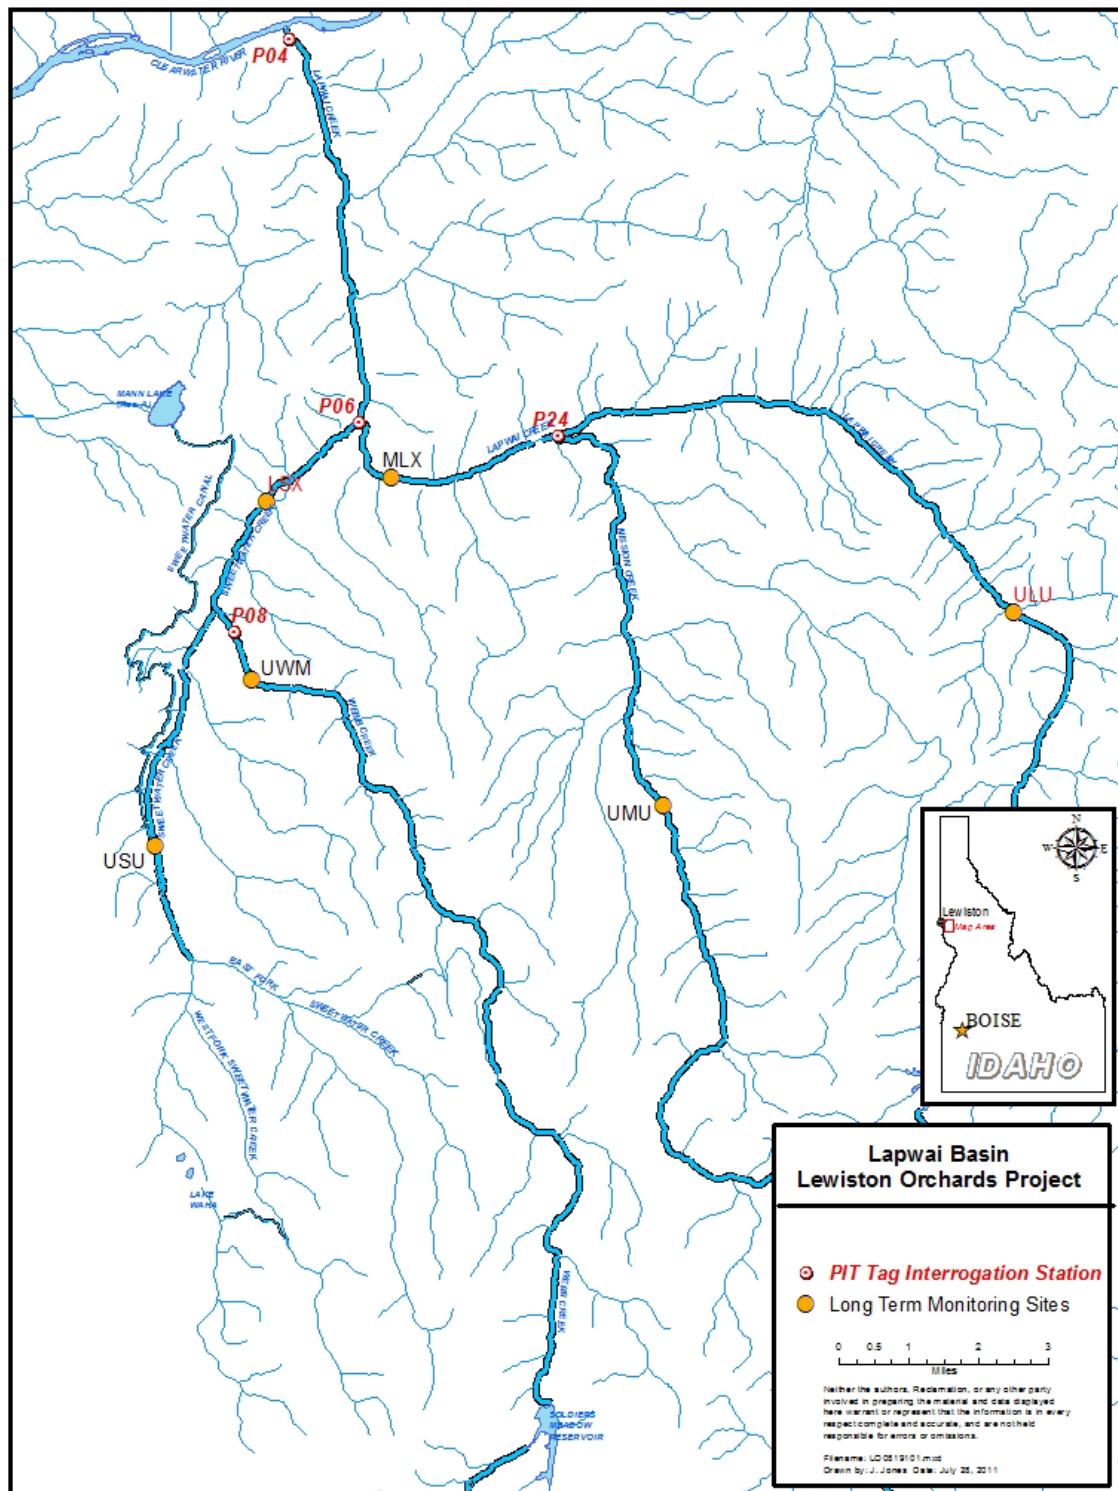 P04
CLEARWATER RIVER
LAPWAI CREEK
MANN LAKE
P06
P24
LAPWAI CREEK
LAPWAI CREEK
MLX
LSX
SWEETWATER CANAL
SWEETWATER CREEK
MISSION CREEK
P08
ULU
UWM
WEBB CREEK
SWEETWATER CREEK
UMU
USU
N
W
E
S
Lewiston
Map Area
EAST FORK
SWEETWATER CREEK
WEST FORK SWEETWATER CREEK
BOISE
IDAHO
LAKE
WAHA
Lapwai Basin
Lewiston Orchards Project
WEBB CREEK
PIT Tag Interrogation Station
Long Term Monitoring Sites
0 0.5 1 2 3
Miles
Neither the authors, Reclamation, or any other party
involved in preparing the material and data displayed
here warrant or represent that the information is in every
respect complete and accurate, and are not held
responsible for errors or omissions.
SOLDIERS
MEADOW
RESERVOIR
Filename: LO0819101.mxd
Drawn by: J. Jones Date: July 28, 2011